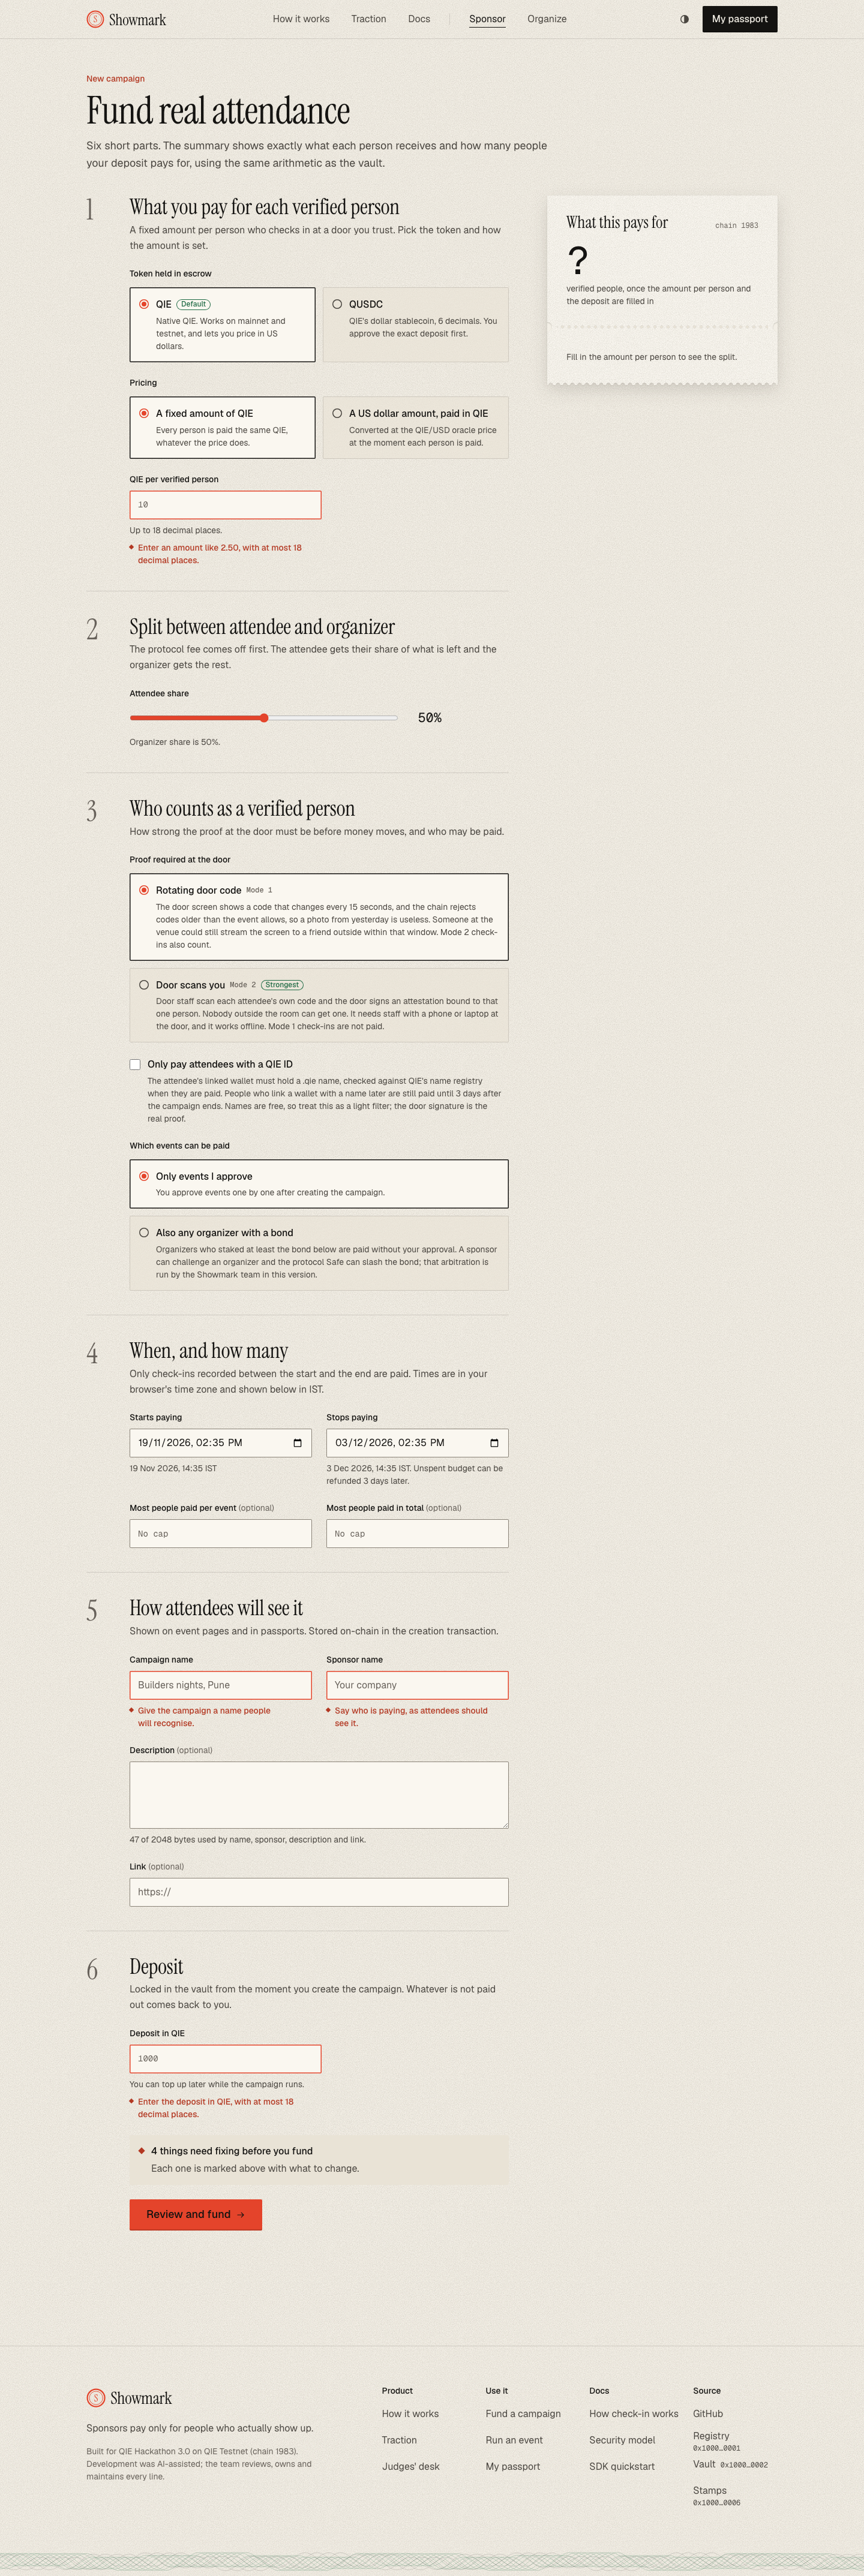 Showmark
How it works
Traction
Docs
Sponsor
Organize
My passport
New campaign
Fund real attendance
Six short parts. The summary shows exactly what each person receives and how many people
your deposit pays for, using the same arithmetic as the vault.
1
What you pay for each verified person
A fixed amount per person who checks in at a door you trust. Pick the token and how
the amount is set.
Token held in escrow
QIE Default
Native QIE. Works on mainnet and
testnet, and lets you price in US
dollars.
QUSDC
QIE's dollar stablecoin, 6 decimals. You
approve the exact deposit first.
Pricing
A fixed amount of QIE
Every person is paid the same QIE,
whatever the price does.
A US dollar amount, paid in QIE
Converted at the QIE/USD oracle price
at the moment each person is paid.
QIE per verified person
10
Up to 18 decimal places.
Enter an amount like 2.50, with at most 18
decimal places.
What this pays for
chain 1983
?
verified people, once the amount per person and
the deposit are filled in
Fill in the amount per person to see the split.
2
Split between attendee and organizer
The protocol fee comes off first. The attendee gets their share of what is left and the
organizer gets the rest.
Attendee share
50%
Organizer share is 50%.
3
Who counts as a verified person
How strong the proof at the door must be before money moves, and who may be paid.
Proof required at the door
Rotating door code Mode 1
The door screen shows a code that changes every 15 seconds, and the chain rejects
codes older than the event allows, so a photo from yesterday is useless. Someone at the
venue could still stream the screen to a friend outside within that window. Mode 2 check-
ins also count.
Door scans you Mode 2 Strongest
Door staff scan each attendee's own code and the door signs an attestation bound to that
one person. Nobody outside the room can get one. It needs staff with a phone or laptop at
the door, and it works offline. Mode 1 check-ins are not paid.
Only pay attendees with a QIE ID
The attendee's linked wallet must hold a .qie name, checked against QIE's name registry
when they are paid. People who link a wallet with a name later are still paid until 3 days after
the campaign ends. Names are free, so treat this as a light filter; the door signature is the
real proof.
Which events can be paid
Only events I approve
You approve events one by one after creating the campaign.
Also any organizer with a bond
Organizers who staked at least the bond below are paid without your approval. A sponsor
can challenge an organizer and the protocol Safe can slash the bond; that arbitration is
run by the Showmark team in this version.
4
When, and how many
Only check-ins recorded between the start and the end are paid. Times are in your
browser's time zone and shown below in IST.
Starts paying
19/11/2026, 02:35 PM
19 Nov 2026, 14:35 IST
Stops paying
03/12/2026, 02:35 PM
3 Dec 2026, 14:35 IST. Unspent budget can be
refunded 3 days later.
Most people paid per event (optional)
No cap
Most people paid in total (optional)
No cap
5
How attendees will see it
Shown on event pages and in passports. Stored on-chain in the creation transaction.
Campaign name
Builders nights, Pune
Give the campaign a name people
will recognise.
Sponsor name
Your company
Say who is paying, as attendees should
see it.
Description (optional)
47 of 2048 bytes used by name, sponsor, description and link.
Link (optional)
https://
6
Deposit
Locked in the vault from the moment you create the campaign. Whatever is not paid
out comes back to you.
Deposit in QIE
1000
You can top up later while the campaign runs.
Enter the deposit in QIE, with at most 18
decimal places.
4 things need fixing before you fund
Each one is marked above with what to change.
Review and fund →
Showmark
Sponsors pay only for people who actually show up.
Built for QIE Hackathon 3.0 on QIE Testnet (chain 1983).
Development was AI-assisted; the team reviews, owns and
maintains every line.
Product
How it works
Traction
Judges' desk
Use it
Fund a campaign
Run an event
My passport
Docs
How check-in works
Security model
SDK quickstart
Source
GitHub
Registry
0x1000…0001
Vault 0x1000…0002
Stamps
0x1000…0006